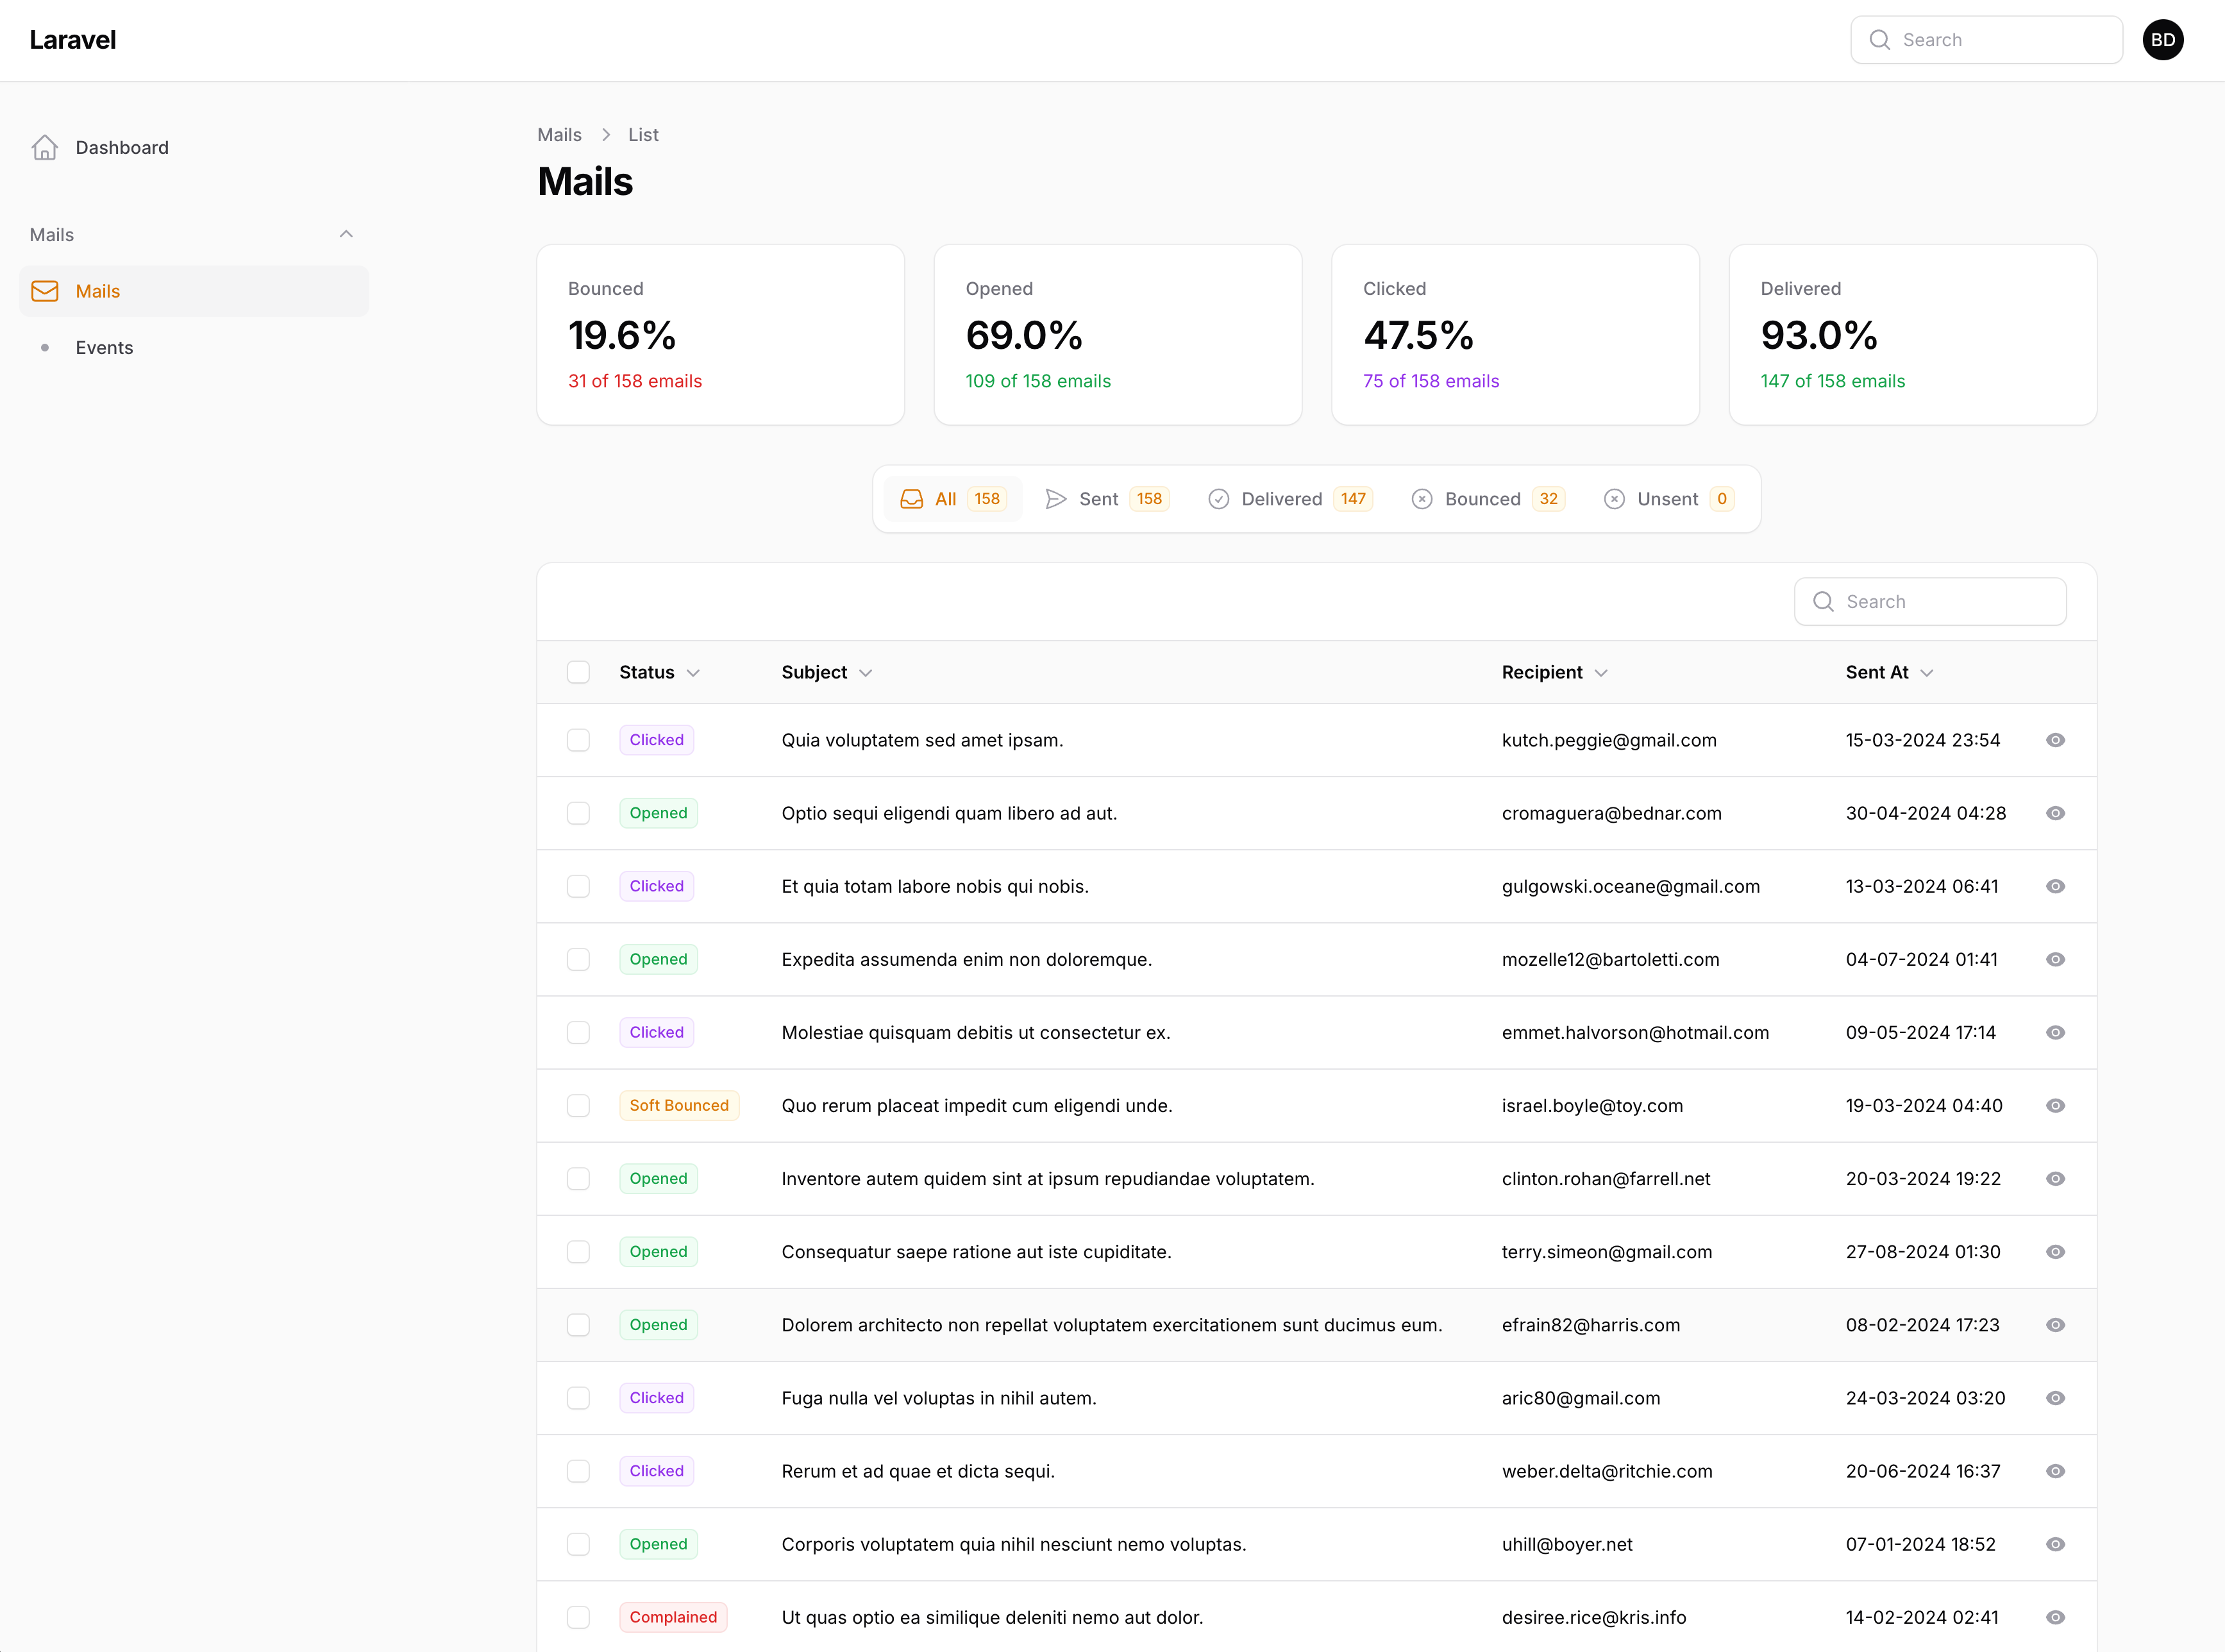 Laravel
Search
BD
Dashboard
Mails
Mails
Events
Mails > List
Mails
Bounced
19.6%
31 of 158 emails
Opened
69.0%
109 of 158 emails
Clicked
47.5%
75 of 158 emails
Delivered
93.0%
147 of 158 emails
All 158 Sent 158 Delivered 147 Bounced 32 Unsent 0
Search
Status Subject Recipient Sent At
Clicked Quia voluptatem sed amet ipsam. kutch.peggie@gmail.com 15-03-2024 23:54
Opened Optio sequi eligendi quam libero ad aut. cromaguera@bednar.com 30-04-2024 04:28
Clicked Et quia totam labore nobis qui nobis. gulgowski.oceane@gmail.com 13-03-2024 06:41
Opened Expedita assumenda enim non doloremque. mozelle12@bartoletti.com 04-07-2024 01:41
Clicked Molestiae quisquam debitis ut consectetur ex. emmet.halvorson@hotmail.com 09-05-2024 17:14
Soft Bounced Quo rerum placeat impedit cum eligendi unde. israel.boyle@toy.com 19-03-2024 04:40
Opened Inventore autem quidem sint at ipsum repudiandae voluptatem. clinton.rohan@farrell.net 20-03-2024 19:22
Opened Consequatur saepe ratione aut iste cupiditate. terry.simeon@gmail.com 27-08-2024 01:30
Opened Dolorem architecto non repellat voluptatem exercitationem sunt ducimus eum. efrain82@harris.com 08-02-2024 17:23
Clicked Fuga nulla vel voluptas in nihil autem. aric80@gmail.com 24-03-2024 03:20
Clicked Rerum et ad quae et dicta sequi. weber.delta@ritchie.com 20-06-2024 16:37
Opened Corporis voluptatem quia nihil nesciunt nemo voluptas. uhill@boyer.net 07-01-2024 18:52
Complained Ut quas optio ea similique deleniti nemo aut dolor. desiree.rice@kris.info 14-02-2024 02:41